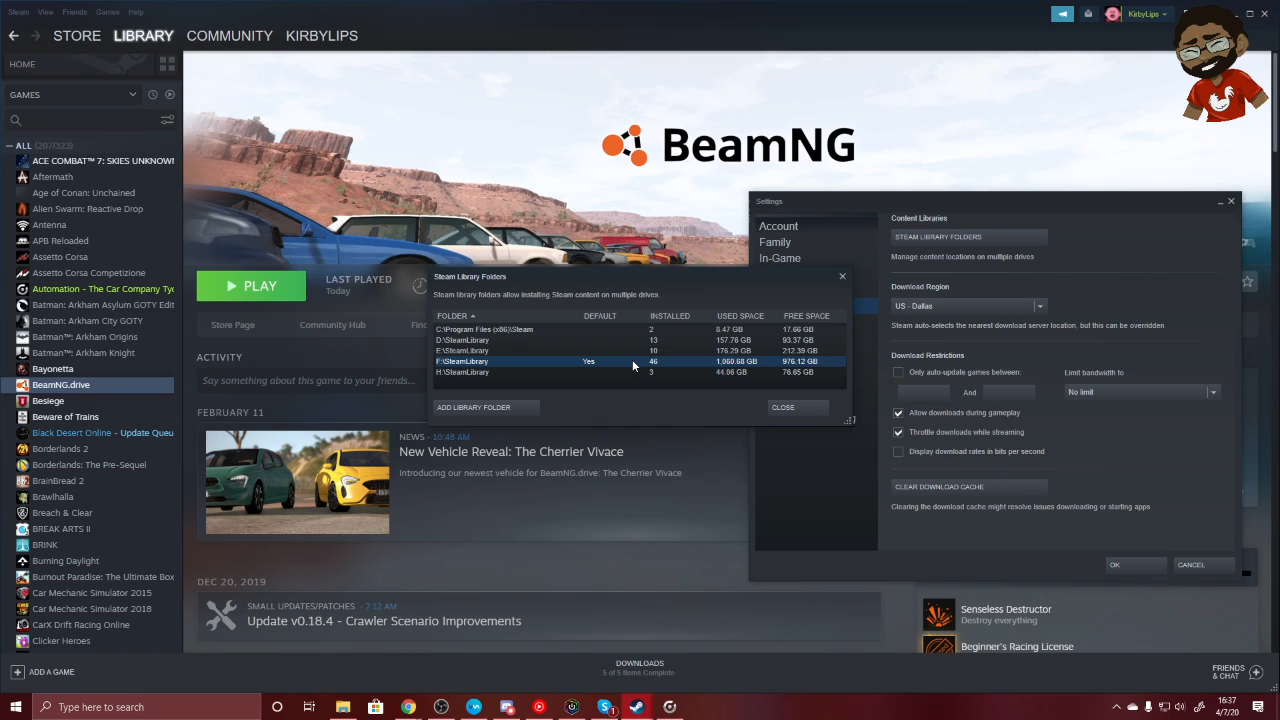 Steam View Friends Games Help
KirbyLips
STORE LIBRARY COMMUNITY KIRBYLIPS
HOME
GAMES
ALL (207/323)
ACE COMBAT™ 7: SKIES UNKNOWN
Aftermath
Age of Conan: Unchained
Alien Swarm: Reactive Drop
Antenna
APB Reloaded
Assetto Corsa
Assetto Corsa Competizione
Automation - The Car Company Tyc
Batman: Arkham Asylum GOTY Edit
Batman: Arkham City GOTY
Batman™: Arkham Origins
Batman™: Arkham Knight
Bayonetta
BeamNG.drive
Besiege
Beware of Trains
Black Desert Online - Update Queu
Borderlands 2
Borderlands: The Pre-Sequel
BrainBread 2
Brawlhalla
Breach & Clear
BREAK ARTS II
BRINK
Burning Daylight
Burnout Paradise: The Ultimate Box
Car Mechanic Simulator 2015
Car Mechanic Simulator 2018
CarX Drift Racing Online
Clicker Heroes
ADD A GAME
BeamNG
PLAY
LAST PLAYED
Today
Store Page Community Hub Finc
ACTIVITY
Say something about this game to your friends...
FEBRUARY 11
NEWS - 10:48 AM
New Vehicle Reveal: The Cherrier Vivace
Introducing our newest vehicle for BeamNG.drive: The Cherrier Vivace
DEC 20, 2019
SMALL UPDATES/PATCHES - 7:12 AM
Update v0.18.4 - Crawler Scenario Improvements
Steam Library Folders
Steam library folders allow installing Steam content on multiple drives.
FOLDER DEFAULT INSTALLED USED SPACE FREE SPACE
C:\Program Files (x86)\Steam 2 8.47 GB 17.66 GB
D:\SteamLibrary 13 157.76 GB 93.37 GB
E:\SteamLibrary 10 176.29 GB 212.39 GB
F:\SteamLibrary Yes 46 1,060.68 GB 976.12 GB
H:\SteamLibrary 3 44.06 GB 76.65 GB
ADD LIBRARY FOLDER CLOSE
Settings
Account
Family
In-Game
Content Libraries
STEAM LIBRARY FOLDERS
Manage content locations on multiple drives
Download Region
US - Dallas
Steam auto-selects the nearest download server location, but this can be overridden
Download Restrictions
Only auto-update games between:
Limit bandwidth to
And
No limit
Allow downloads during gameplay
Throttle downloads while streaming
Display download rates in bits per second
CLEAR DOWNLOAD CACHE
Clearing the download cache might resolve issues downloading or starting apps
OK CANCEL
Senseless Destructor
Destroy everything
Beginner's Racing License
DOWNLOADS
5 of 5 Items Complete
FRIENDS
& CHAT
Type here to search
16:27
4/7/20